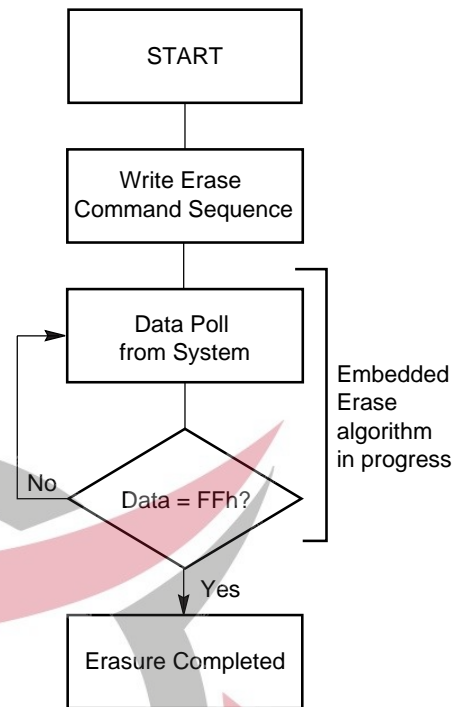 START
Write Erase
Command Sequence
Data Poll
from System
Embedded
Erase
algorithm
in progress
No
Data = FFh?
Yes
Erasure Completed